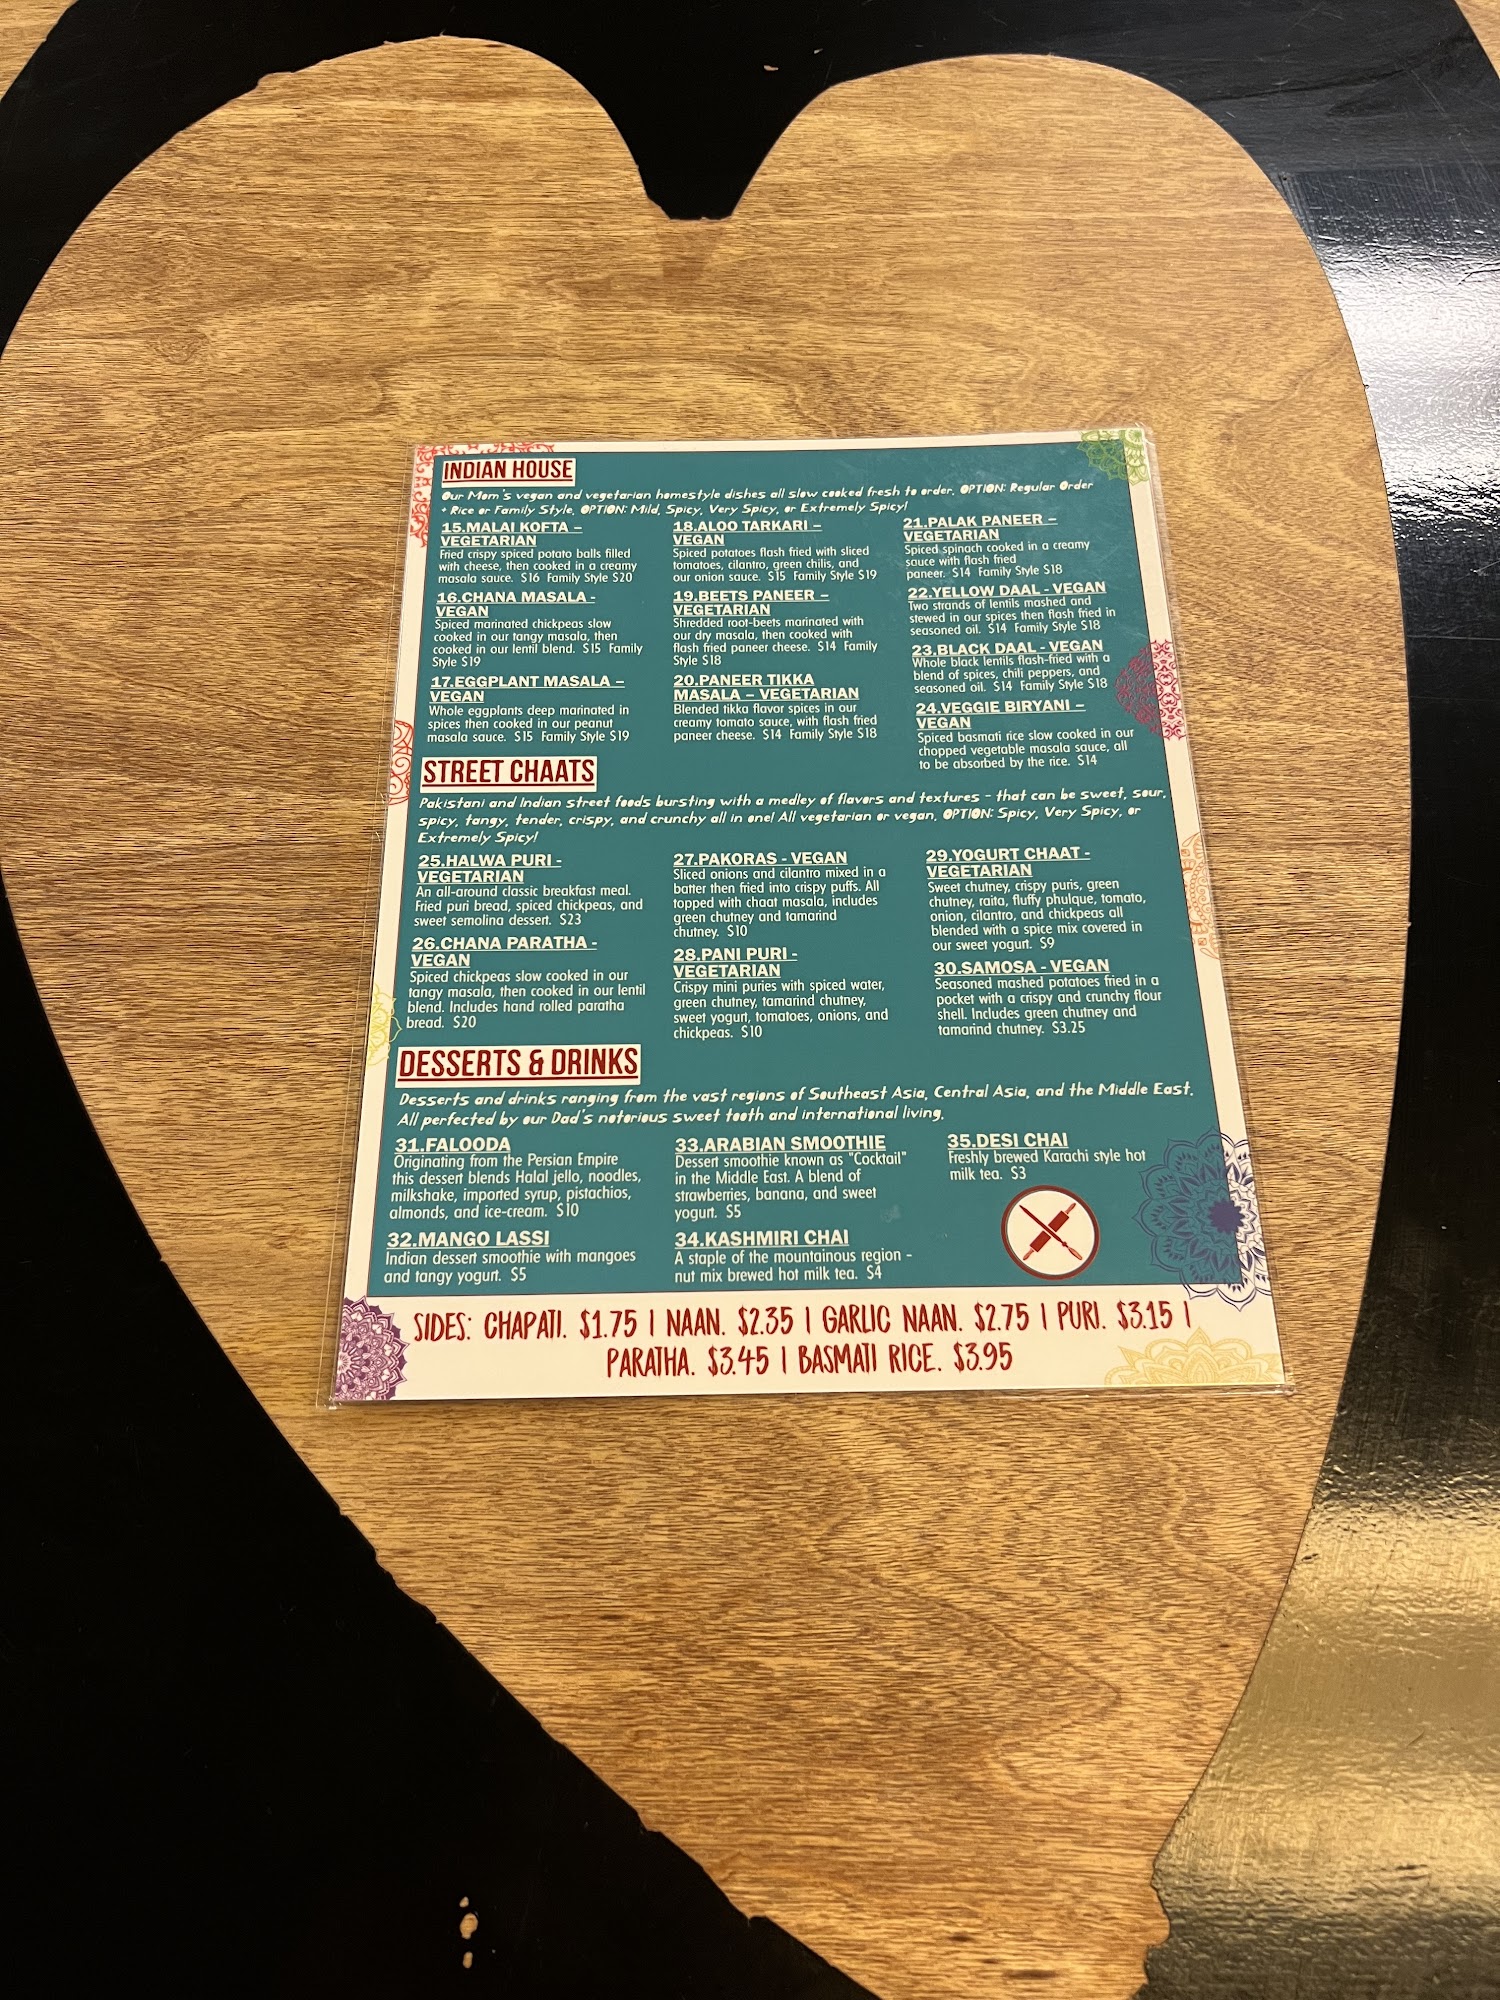 INDIAN HOUSE
Our Mom's vegan and vegetarian homestyle dishes all slow cooked fresh to order. OPTION: Regular Order
+ Rice or Family Style. OPTION: Mild, Spicy, Very Spicy, or Extremely Spicy!
15.MALAI KOFTA –
VEGETARIAN
Fried crispy spiced potato balls filled
with cheese, then cooked in a creamy
masala sauce. $16 Family Style $20
16.CHANA MASALA -
VEGAN
Spiced marinated chickpeas slow
cooked in our tangy masala, then
cooked in our lentil blend. $15 Family
Style $19
17.EGGPLANT MASALA –
VEGAN
Whole eggplants deep marinated in
spices then cooked in our peanut
masala sauce. $15 Family Style $19
18.ALOO TARKARI –
VEGAN
Spiced potatoes flash fried with sliced
tomatoes, cilantro, green chilis, and
our onion sauce. $15 Family Style $19
19.BEETS PANEER –
VEGETARIAN
Shredded root-beets marinated with
our dry masala, then cooked with
flash fried paneer cheese. $14 Family
Style $18
20.PANEER TIKKA
MASALA – VEGETARIAN
Blended tikka flavor spices in our
creamy tomato sauce, with flash fried
paneer cheese. $14 Family Style $18
21.PALAK PANEER –
VEGETARIAN
Spiced spinach cooked in a creamy
sauce with flash fried
paneer. $14 Family Style $18
22.YELLOW DAAL - VEGAN
Two strands of lentils mashed and
stewed in our spices then flash fried in
seasoned oil. $14 Family Style $18
23.BLACK DAAL - VEGAN
Whole black lentils flash-fried with a
blend of spices, chili peppers, and
seasoned oil. $14 Family Style $18
24.VEGGIE BIRYANI –
VEGAN
Spiced basmati rice slow cooked in our
chopped vegetable masala sauce, all
to be absorbed by the rice. $14
STREET CHAATS
Pakistani and Indian street foods bursting with a medley of flavors and textures - that can be sweet, sour,
spicy, tangy, tender, crispy, and crunchy all in one! All vegetarian or vegan. OPTION: Spicy, Very Spicy, or
Extremely Spicy!
25.HALWA PURI -
VEGETARIAN
An all-around classic breakfast meal.
Fried puri bread, spiced chickpeas, and
sweet semolina dessert. $23
26.CHANA PARATHA -
VEGAN
Spiced chickpeas slow cooked in our
tangy masala, then cooked in our lentil
blend. Includes hand rolled paratha
bread. $20
27.PAKORAS - VEGAN
Sliced onions and cilantro mixed in a
batter then fried into crispy puffs. All
topped with chaat masala, includes
green chutney and tamarind
chutney. $10
28.PANI PURI -
VEGETARIAN
Crispy mini puries with spiced water,
green chutney, tamarind chutney,
sweet yogurt, tomatoes, onions, and
chickpeas. $10
29.YOGURT CHAAT -
VEGETARIAN
Sweet chutney, crispy puris, green
chutney, raita, fluffy phulque, tomato,
onion, cilantro, and chickpeas all
blended with a spice mix covered in
our sweet yogurt. $9
30.SAMOSA - VEGAN
Seasoned mashed potatoes fried in a
pocket with a crispy and crunchy flour
shell. Includes green chutney and
tamarind chutney. $3.25
DESSERTS & DRINKS
Desserts and drinks ranging from the vast regions of Southeast Asia, Central Asia, and the Middle East.
All perfected by our Dad's notorious sweet tooth and international living.
31.FALOODA
Originating from the Persian Empire
this dessert blends Halal jello, noodles,
milkshake, imported syrup, pistachios,
almonds, and ice-cream. $10
32.MANGO LASSI
Indian dessert smoothie with mangoes
and tangy yogurt. $5
33.ARABIAN SMOOTHIE
Dessert smoothie known as "Cocktail"
in the Middle East. A blend of
strawberries, banana, and sweet
yogurt. $5
34.KASHMIRI CHAI
A staple of the mountainous region -
nut mix brewed hot milk tea. $4
35.DESI CHAI
Freshly brewed Karachi style hot
milk tea. $3
SIDES: CHAPATI. $1.75 | NAAN. $2.35 | GARLIC NAAN. $2.75 | PURI. $3.15 |
PARATHA. $3.45 | BASMATI RICE. $3.95